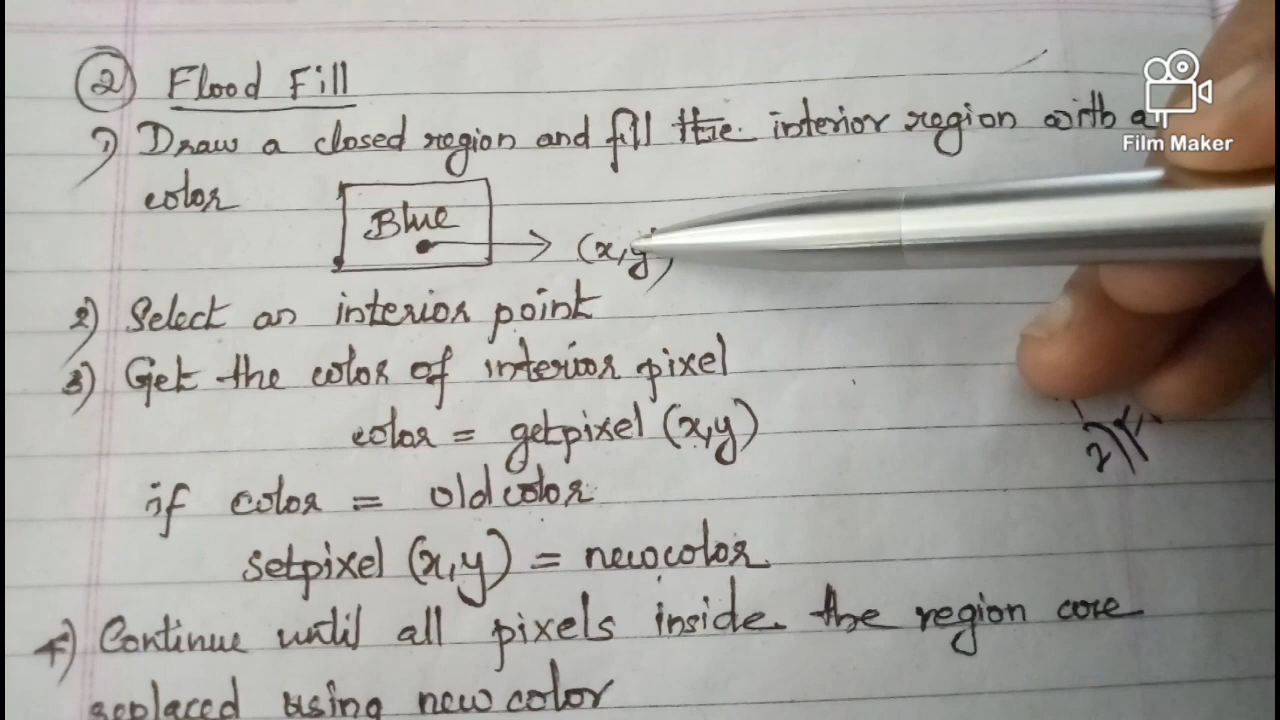 ② Flood Fill
1) Draw a closed region and fill the interior region with a
color
Blue
(x,y)
2) Select an interior point
3) Get the color of interior pixel
color = getpixel (x,y)
if color = oldcolor
setpixel (x,y) = newcolor
4) Continue until all pixels inside the region are
replaced using new color
Film Maker